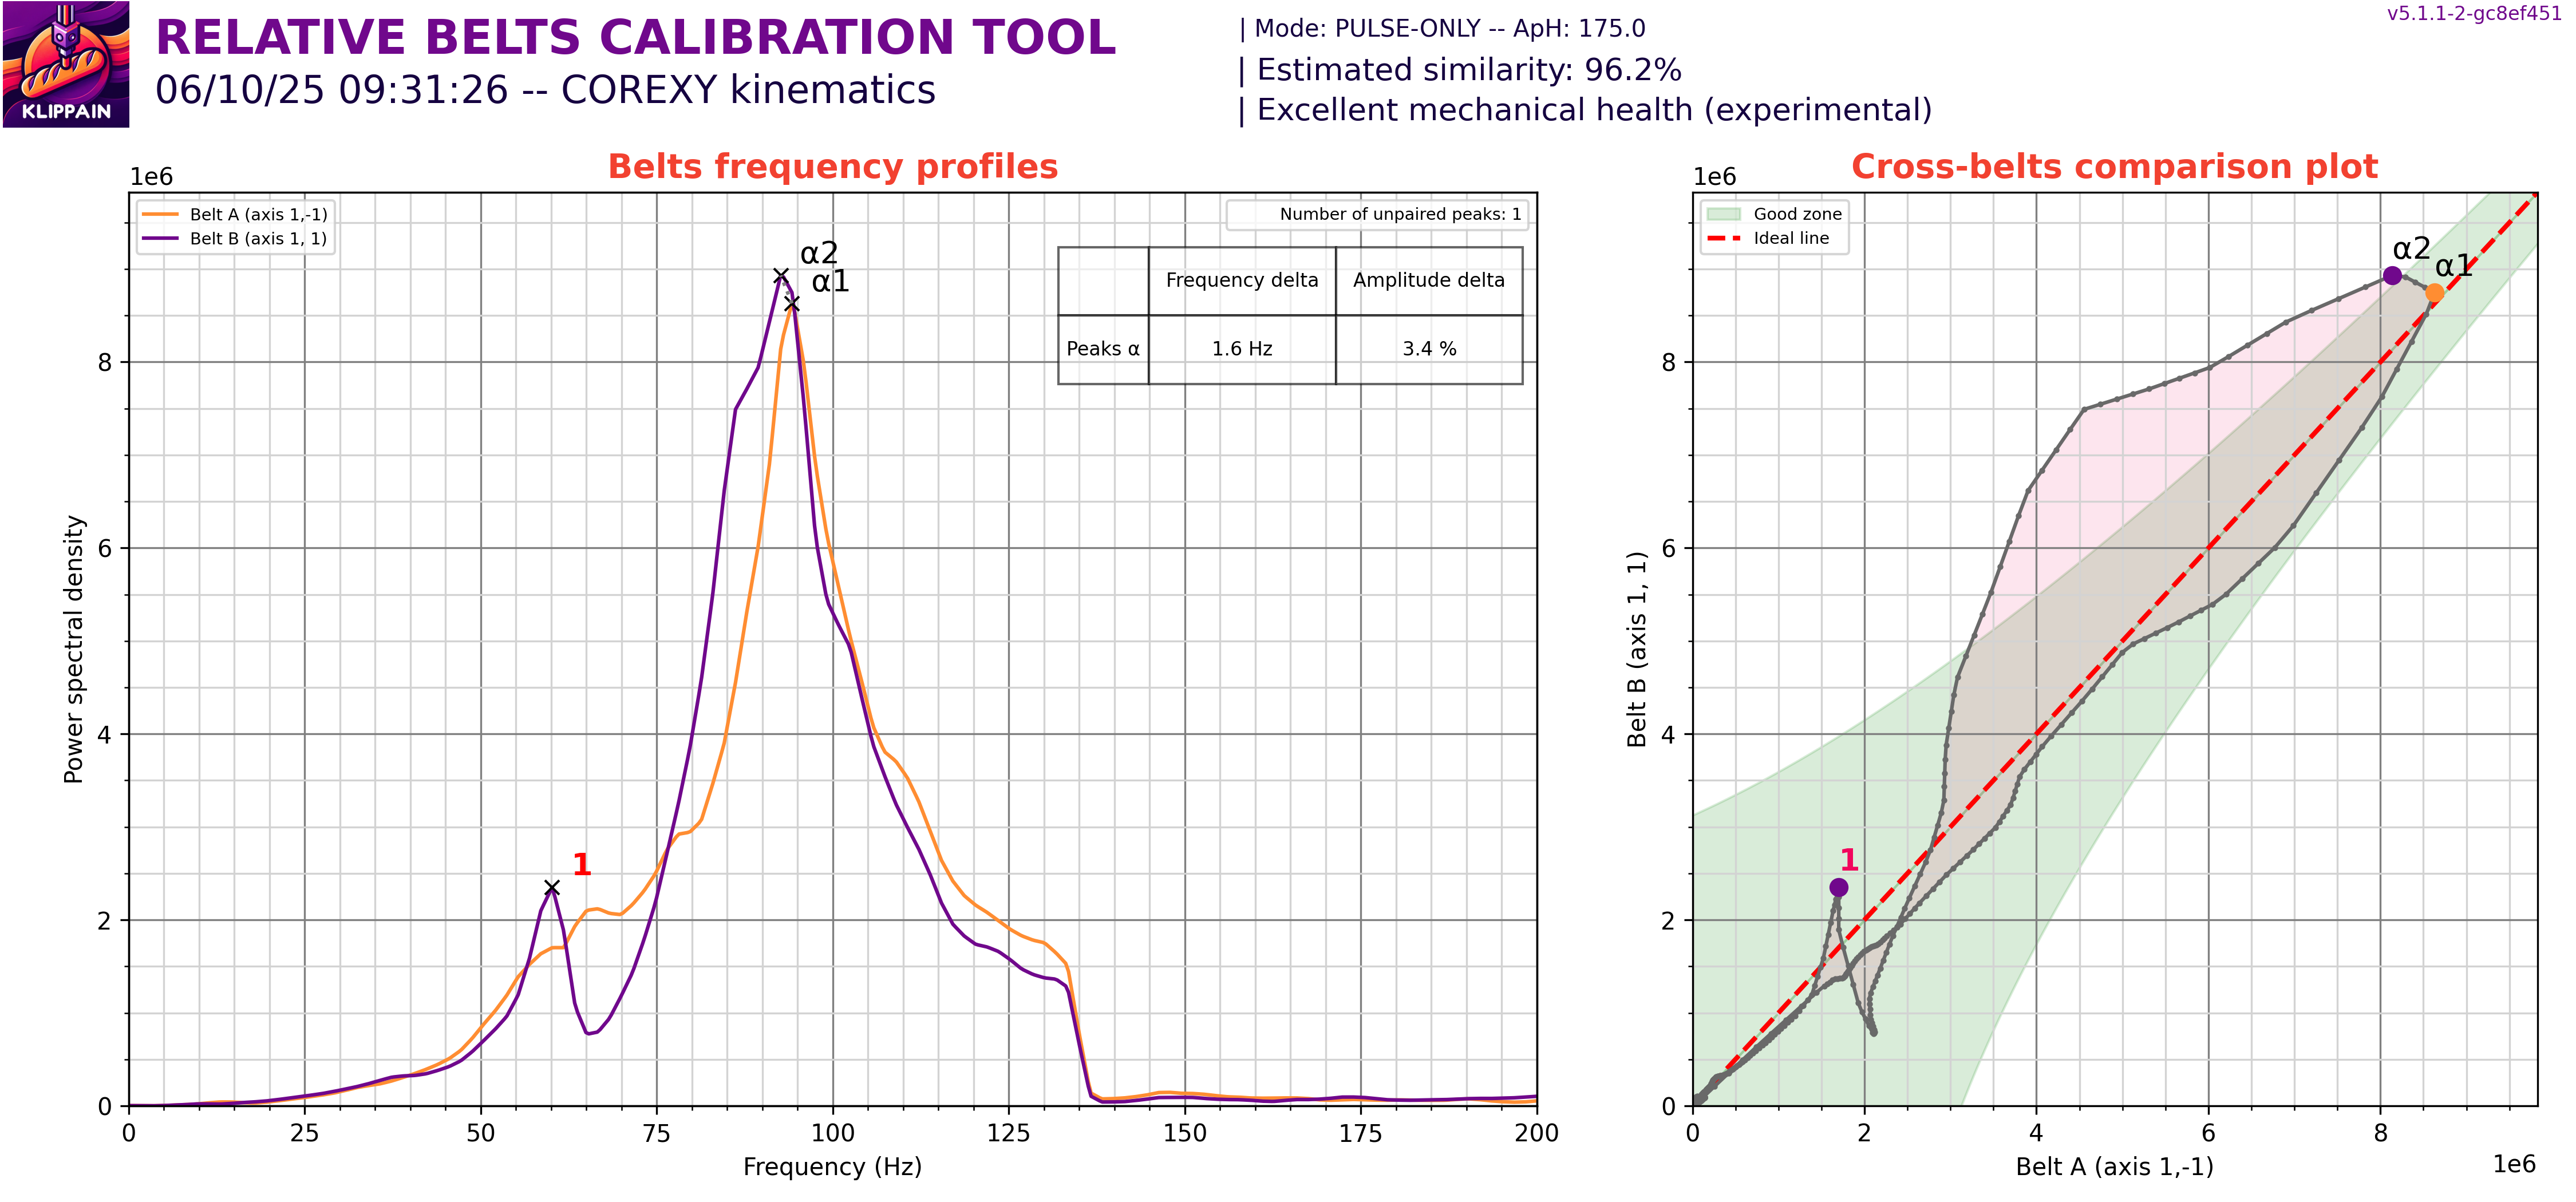 KLIPPAIN
RELATIVE BELTS CALIBRATION TOOL
06/10/25 09:31:26 -- COREXY kinematics
| Mode: PULSE-ONLY -- ApH: 175.0
| Estimated similarity: 96.2%
| Excellent mechanical health (experimental)
v5.1.1-2-gc8ef451
Belts frequency profiles
1e6
Belt A (axis 1,-1)
Belt B (axis 1, 1)
Number of unpaired peaks: 1
Frequency delta Amplitude delta
Peaks α 1.6 Hz 3.4 %
α2
α1
1
Power spectral density
8
6
4
2
0
0 25 50 75 100 125 150 175 200
Frequency (Hz)
Cross-belts comparison plot
1e6
Good zone
Ideal line
α2
α1
1
Belt B (axis 1, 1)
8
6
4
2
0
0 2 4 6 8
Belt A (axis 1,-1)
1e6